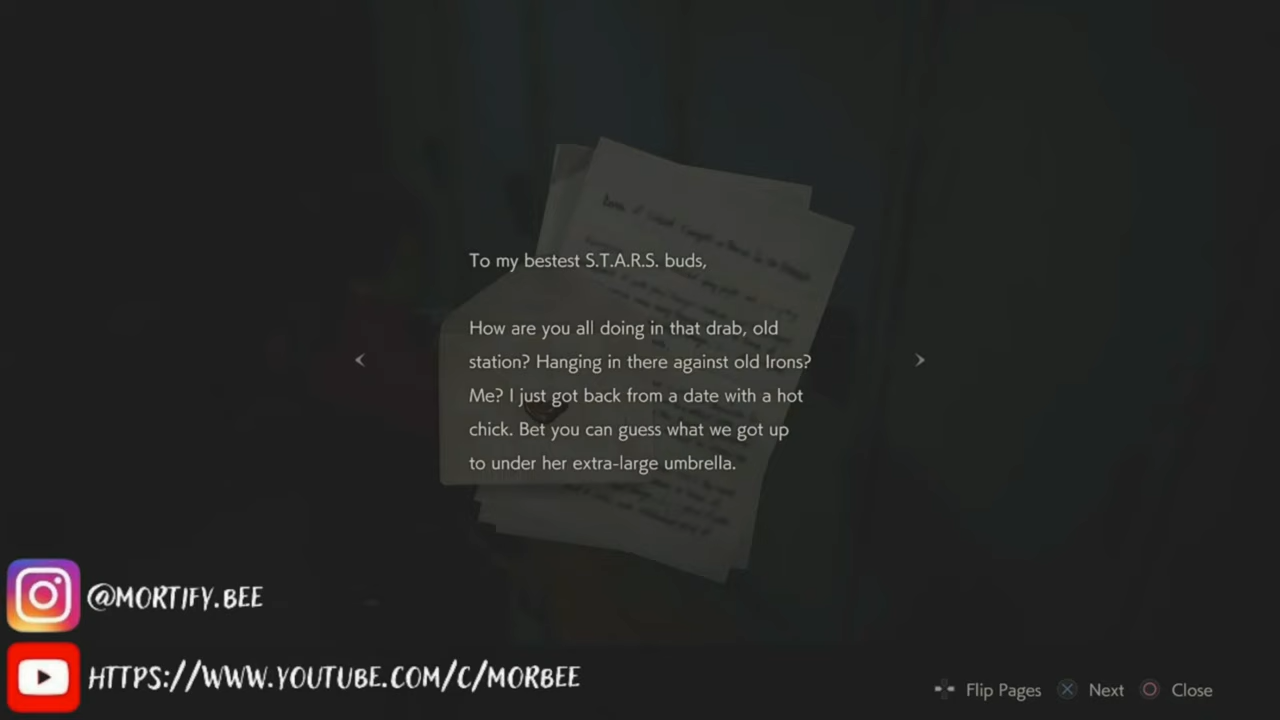 To my bestest S.T.A.R.S. buds,
How are you all doing in that drab, old
station? Hanging in there against old Irons?
Me? I just got back from a date with a hot
chick. Bet you can guess what we got up
to under her extra-large umbrella.
@MORTIFY.BEE
HTTPS://WWW.YOUTUBE.COM/C/MORBEE
Flip Pages Next Close